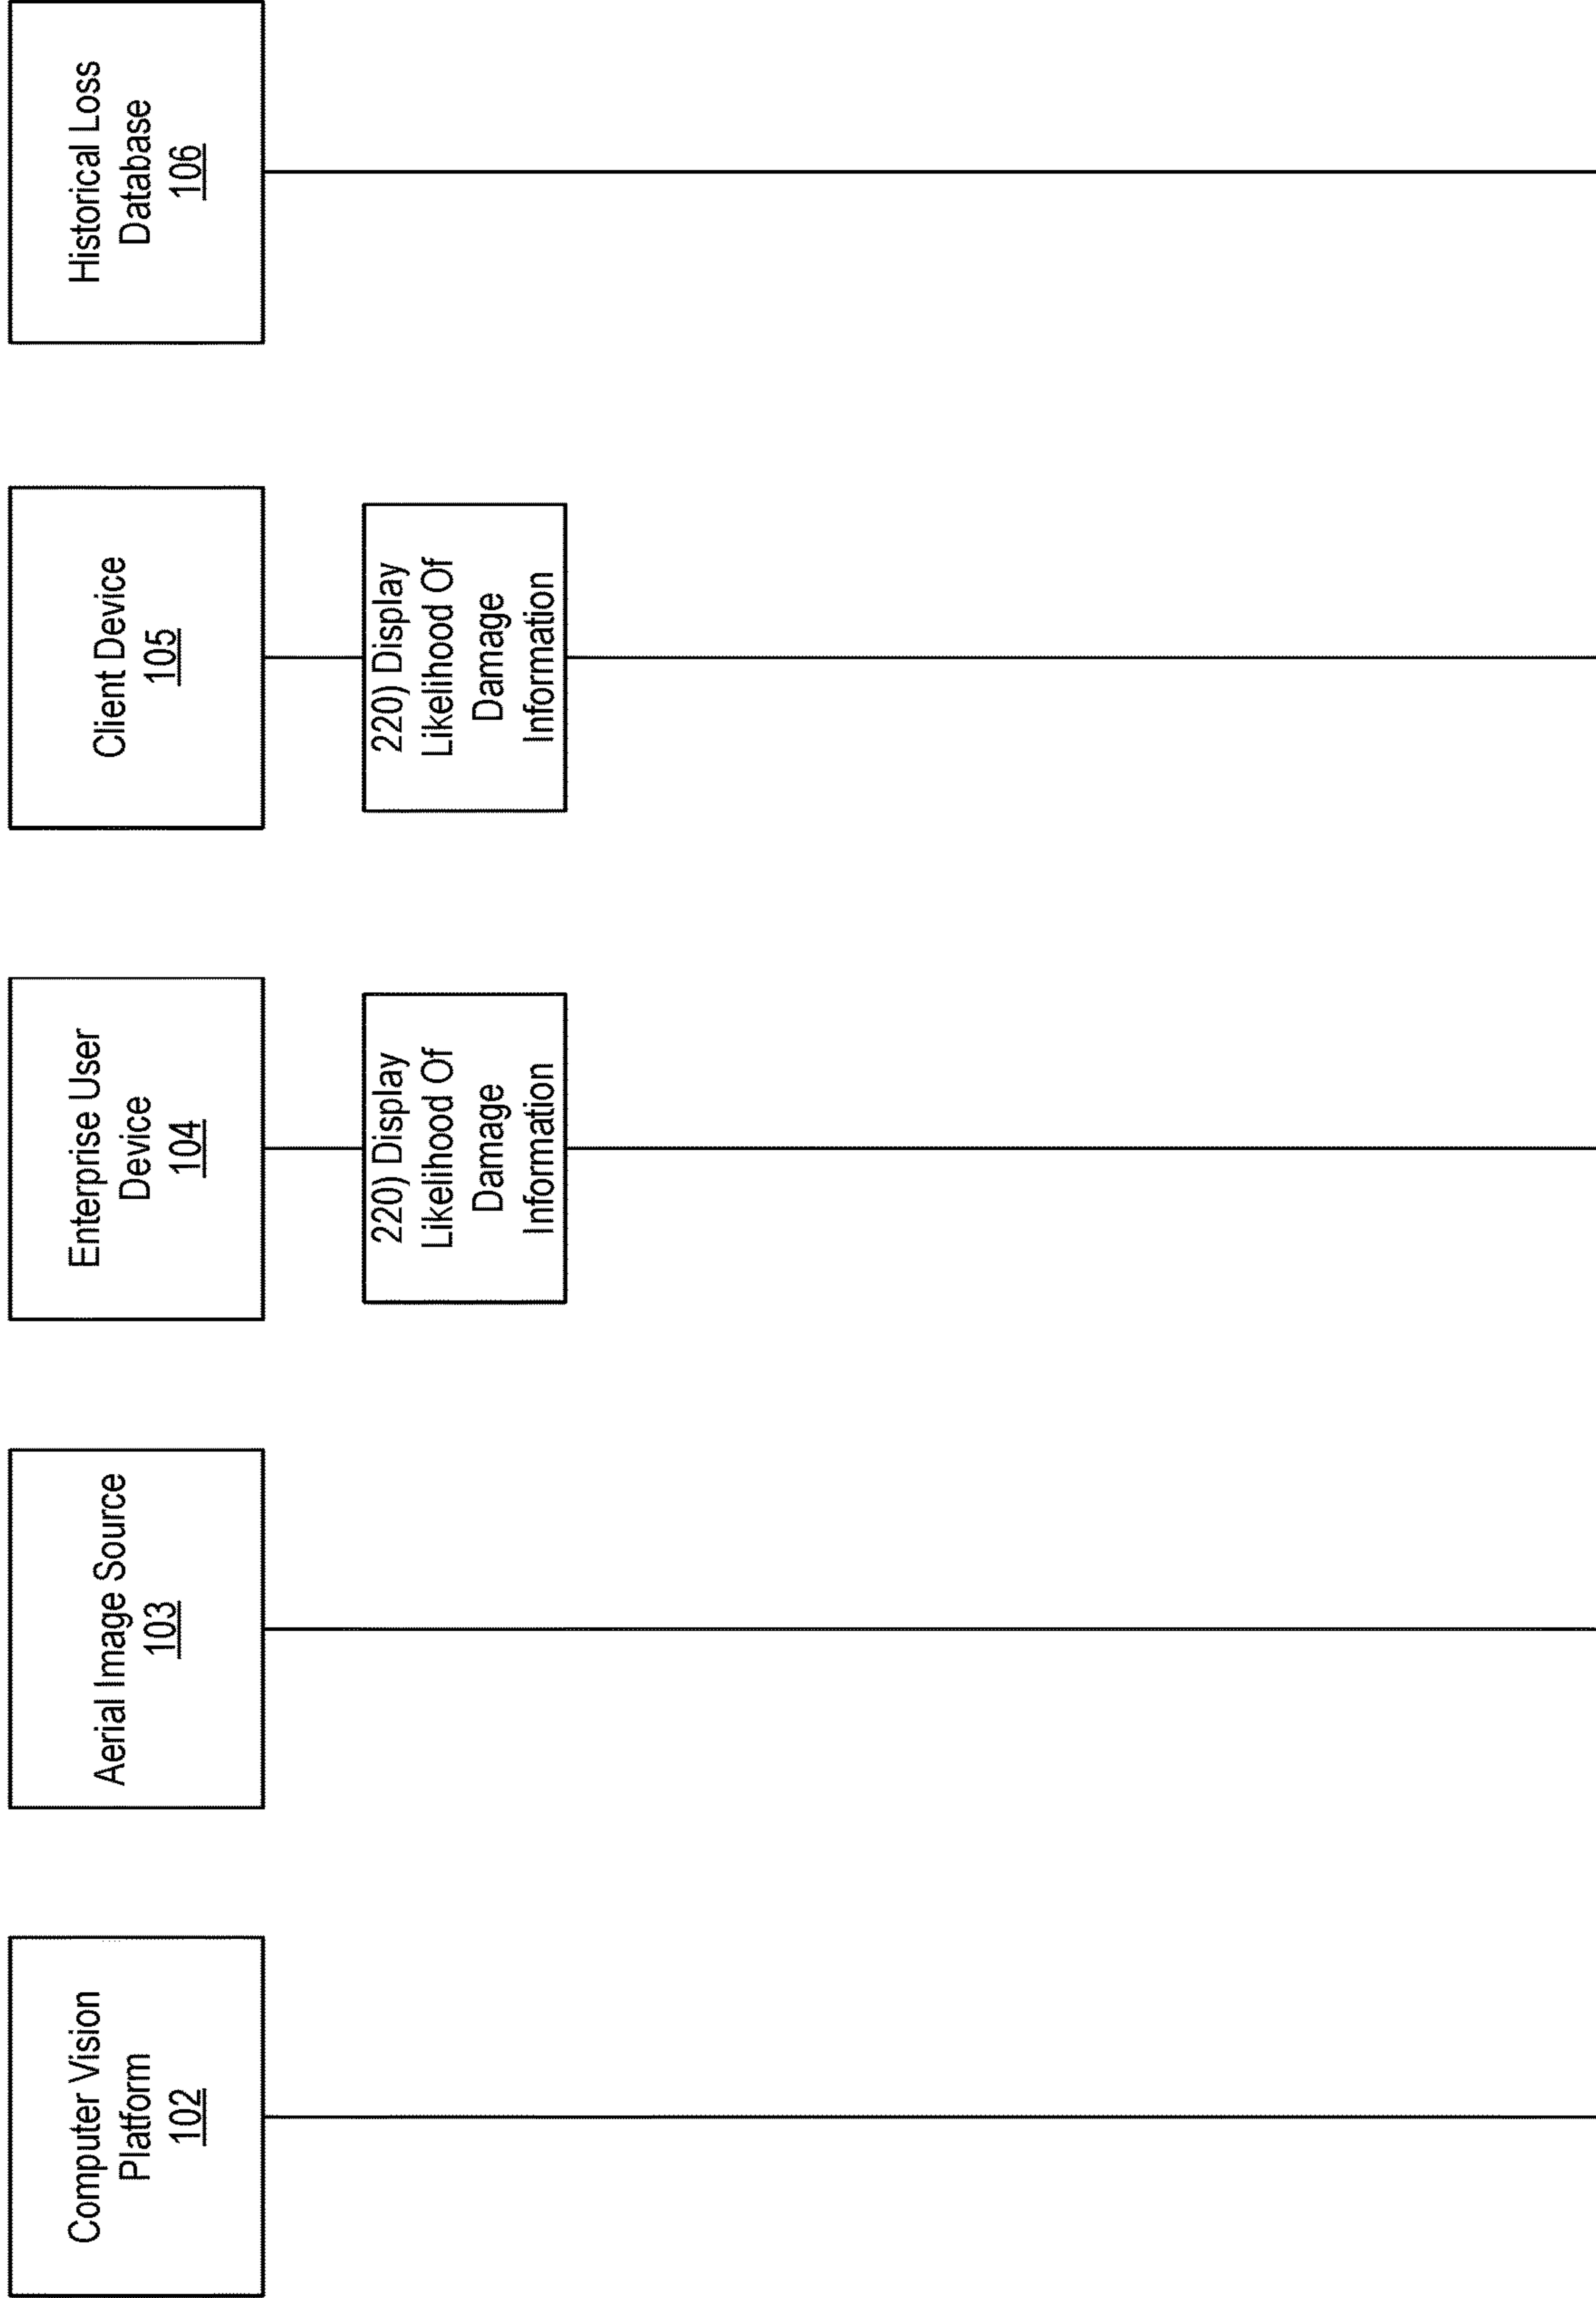 Computer Vision
Platform
102
Aerial Image Source
103
Enterprise User
Device
104
Client Device
105
Historical Loss
Database
106
220) Display
Likelihood Of
Damage
Information
220) Display
Likelihood Of
Damage
Information